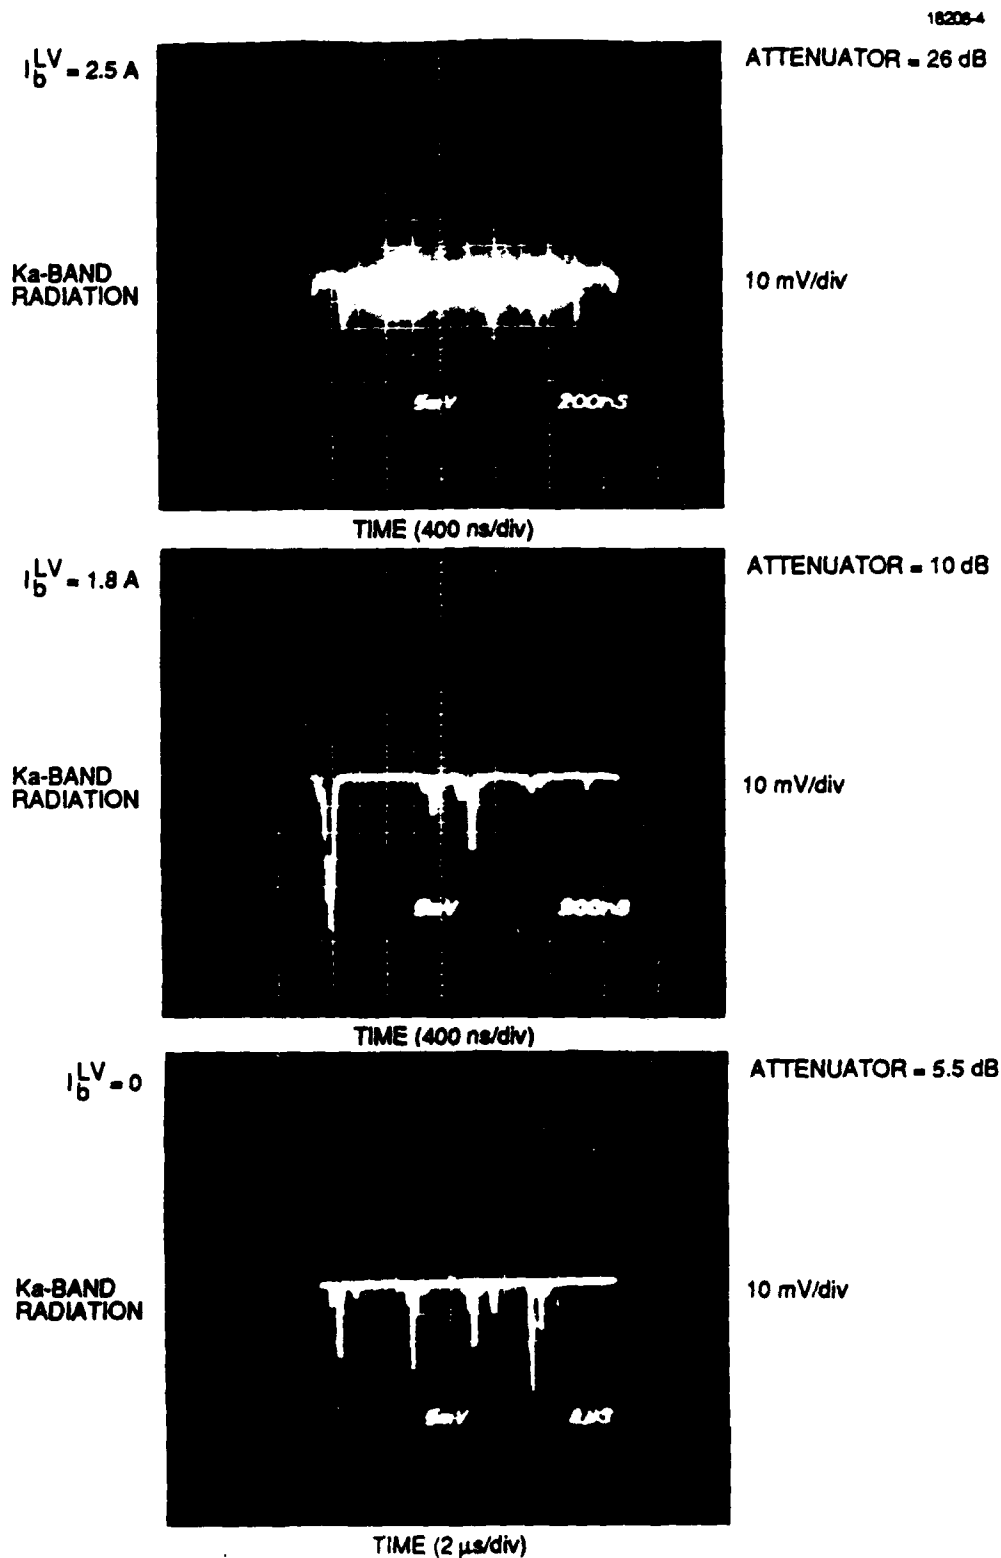 18206-4
I_b^LV = 2.5 A
ATTENUATOR = 26 dB
Ka-BAND
RADIATION
10 mV/div
5mV 200nS
TIME (400 ns/div)
I_b^LV = 1.8 A
ATTENUATOR = 10 dB
Ka-BAND
RADIATION
10 mV/div
5mV
TIME (400 ns/div)
I_b^LV = 0
ATTENUATOR = 5.5 dB
Ka-BAND
RADIATION
10 mV/div
5mV
TIME (2 µs/div)